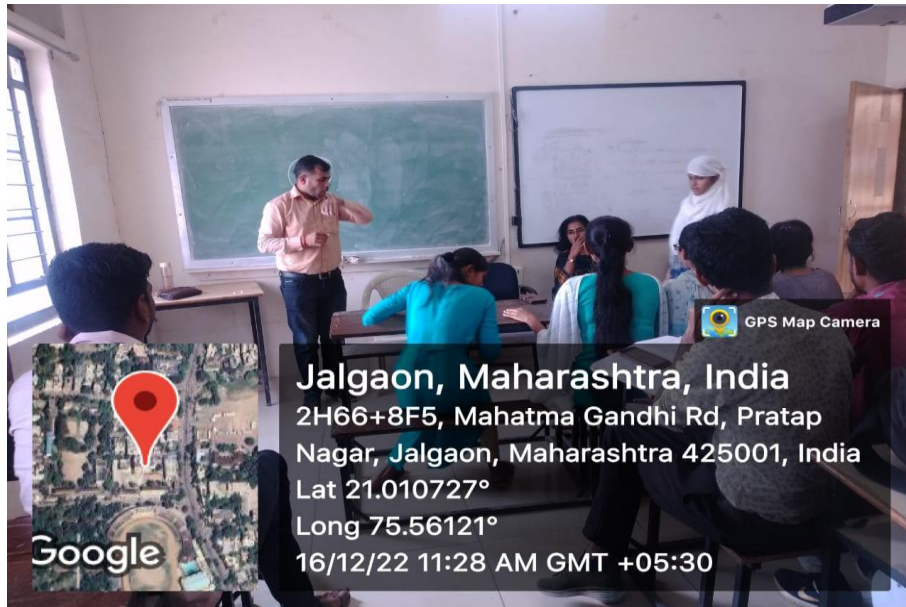 GPS Map Camera
Jalgaon, Maharashtra, India
2H66+8F5, Mahatma Gandhi Rd, Pratap
Nagar, Jalgaon, Maharashtra 425001, India
Lat 21.010727°
Long 75.56121°
16/12/22 11:28 AM GMT +05:30
Google